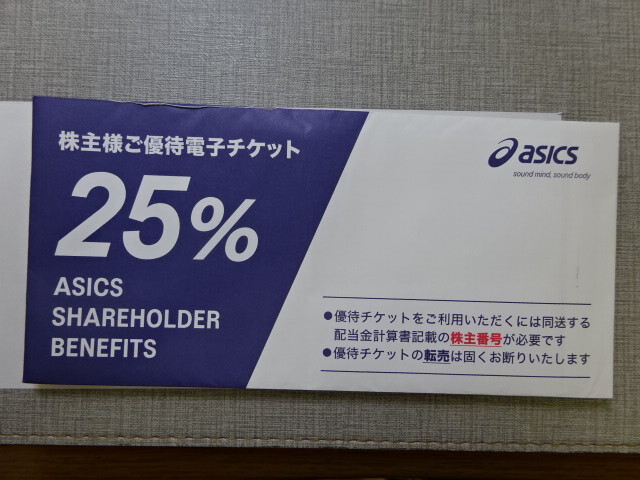 株主様ご優待電子チケット
25%
ASICS
SHAREHOLDER
BENEFITS
asics
sound mind, sound body
●優待チケットをご利用いただくには同送する
配当金計算書記載の株主番号が必要です
●優待チケットの転売は固くお断りいたします